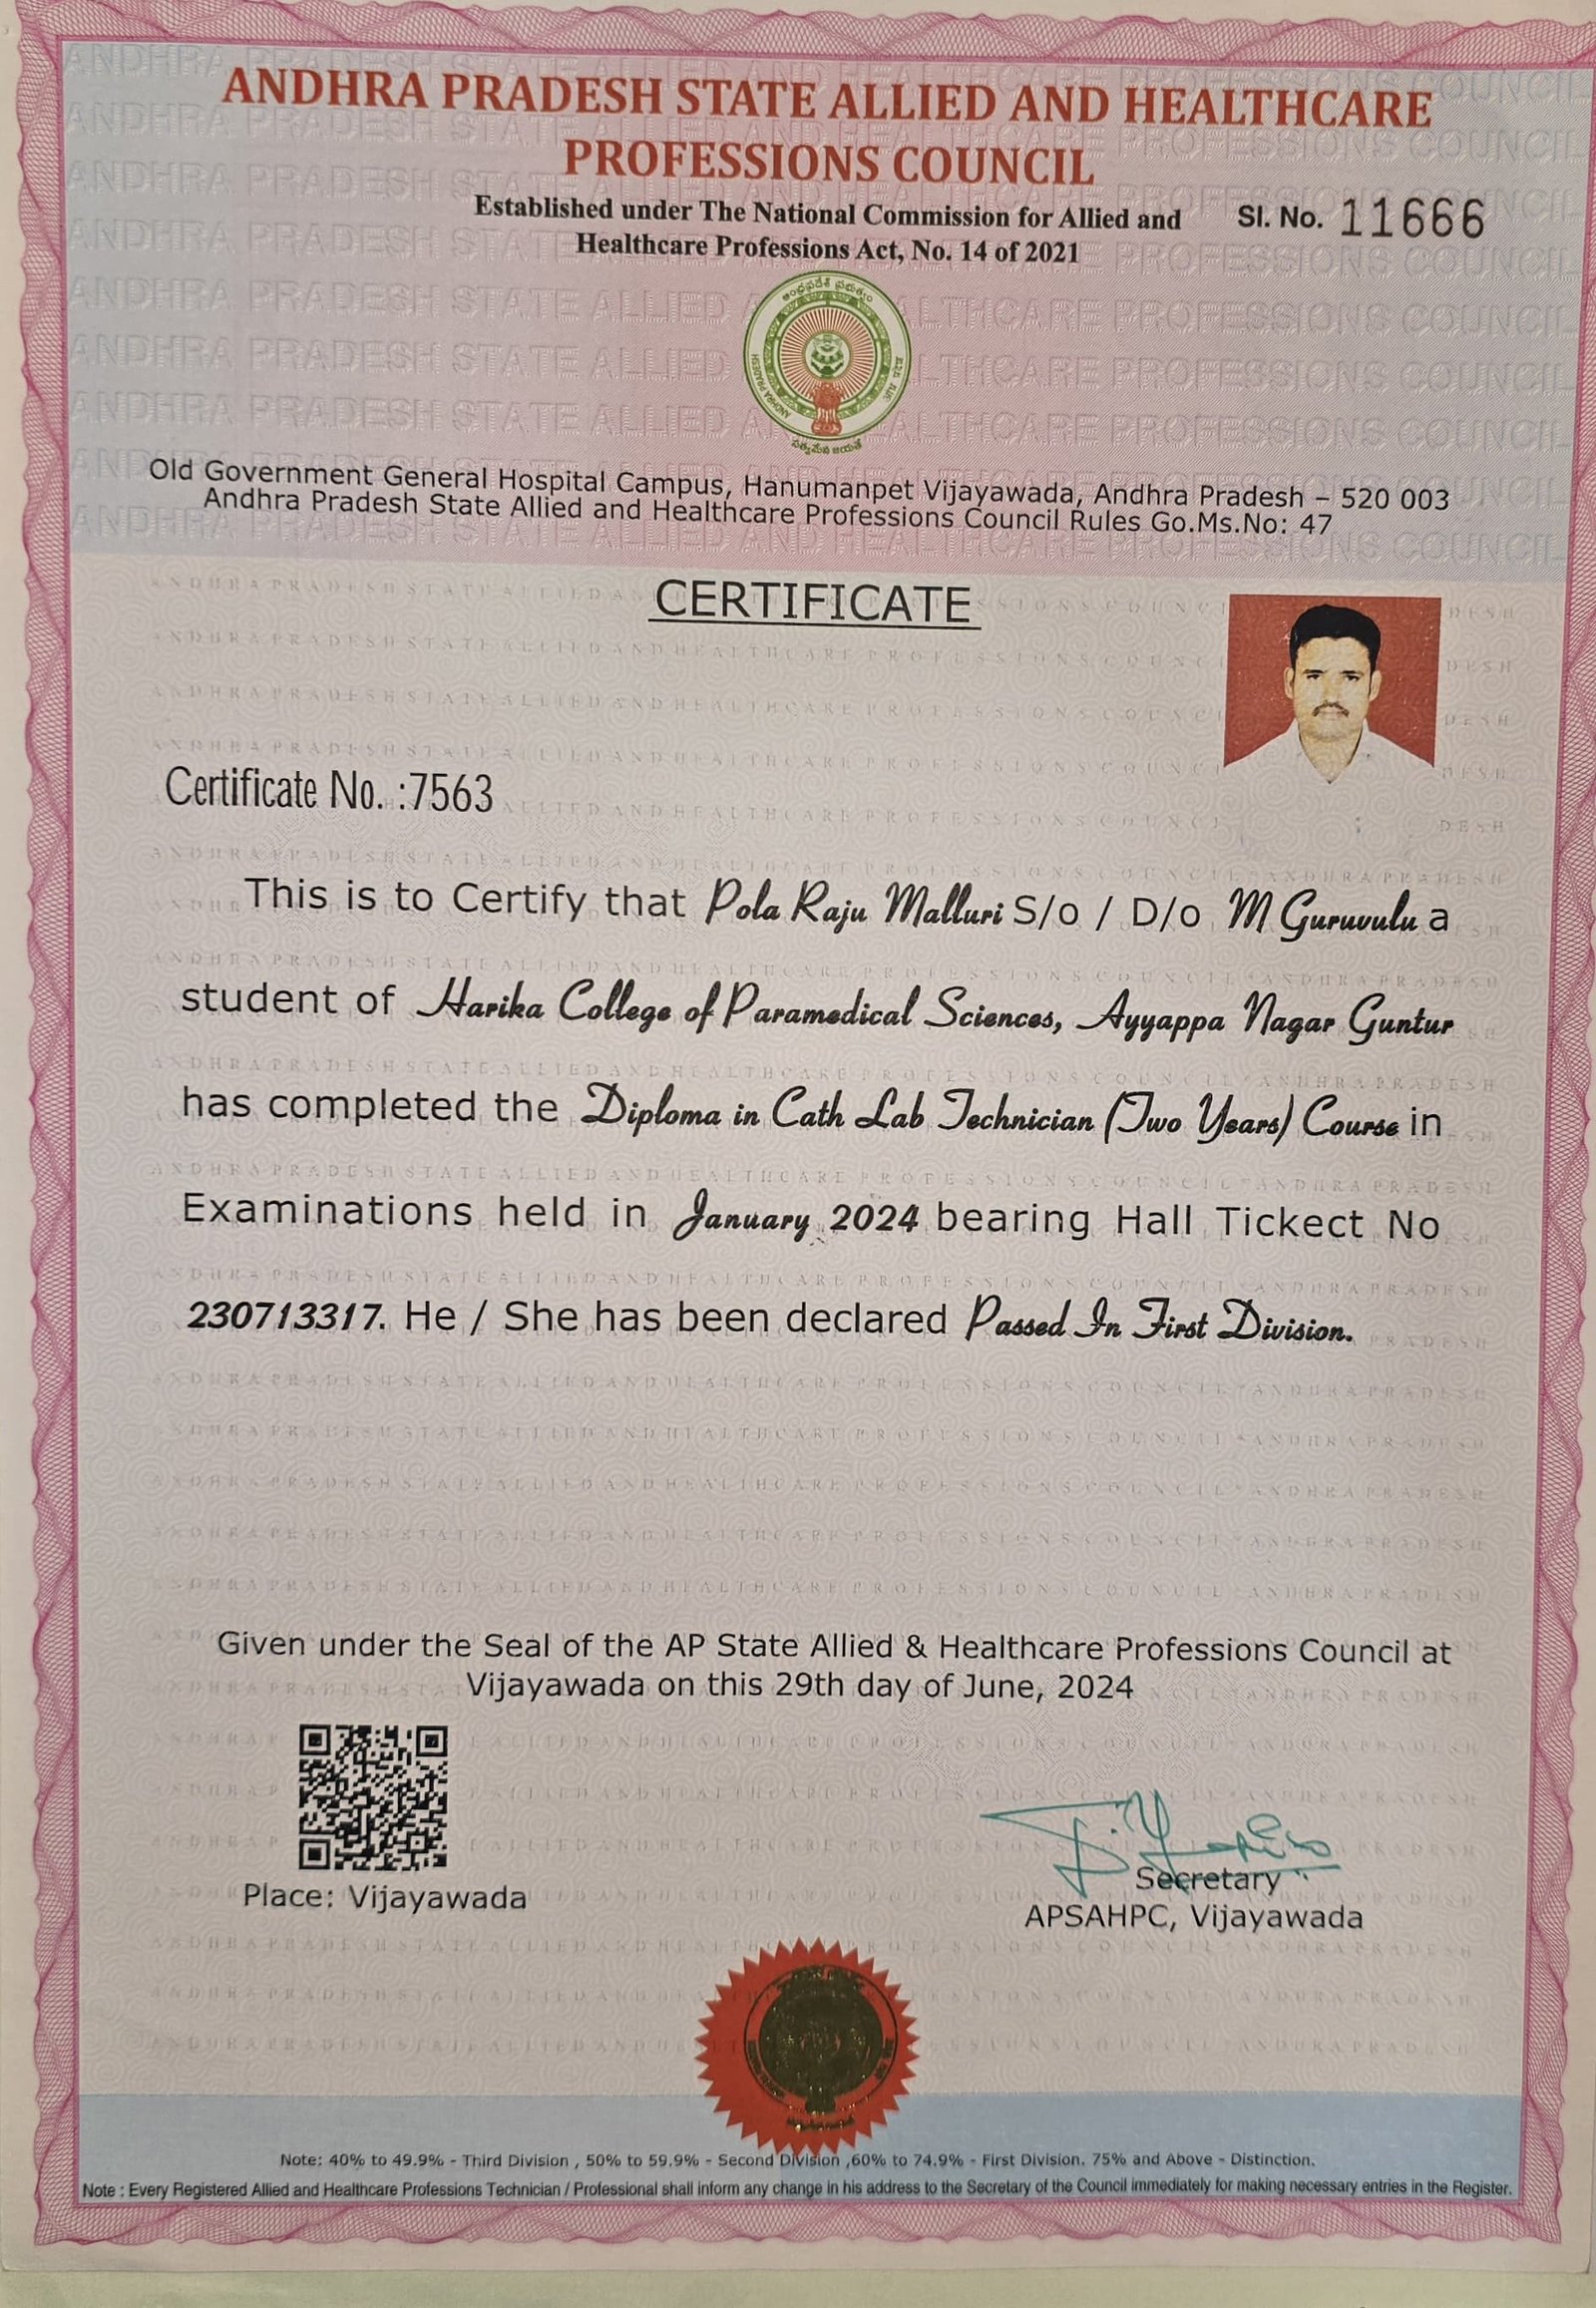 ANDHRA PRADESH STATE ALLIED AND HEALTHCARE
PROFESSIONS COUNCIL
Established under The National Commission for Allied and
Healthcare Professions Act, No. 14 of 2021
Sl. No. 11666
ఆంధ్రప్రదేశ్ ప్రభుత్వం
సత్యమేవ జయతే
Old Government General Hospital Campus, Hanumanpet Vijayawada, Andhra Pradesh – 520 003
Andhra Pradesh State Allied and Healthcare Professions Council Rules Go.Ms.No: 47
CERTIFICATE
Certificate No. :7563
This is to Certify that Pola Raju Malluri S/o / D/o M Guruvulu a
student of Harika College of Paramedical Sciences, Ayyappa Nagar Guntur
has completed the Diploma in Cath Lab Technician (Two Years) Course in
Examinations held in January 2024 bearing Hall Tickect No
230713317. He / She has been declared Passed In First Division.
Given under the Seal of the AP State Allied & Healthcare Professions Council at
Vijayawada on this 29th day of June, 2024
Place: Vijayawada
Secretary
APSAHPC, Vijayawada
Note: 40% to 49.9% - Third Division , 50% to 59.9% - Second Division ,60% to 74.9% - First Division. 75% and Above - Distinction.
Note : Every Registered Allied and Healthcare Professions Technician / Professional shall inform any change in his address to the Secretary of the Council immediately for making necessary entries in the Register.